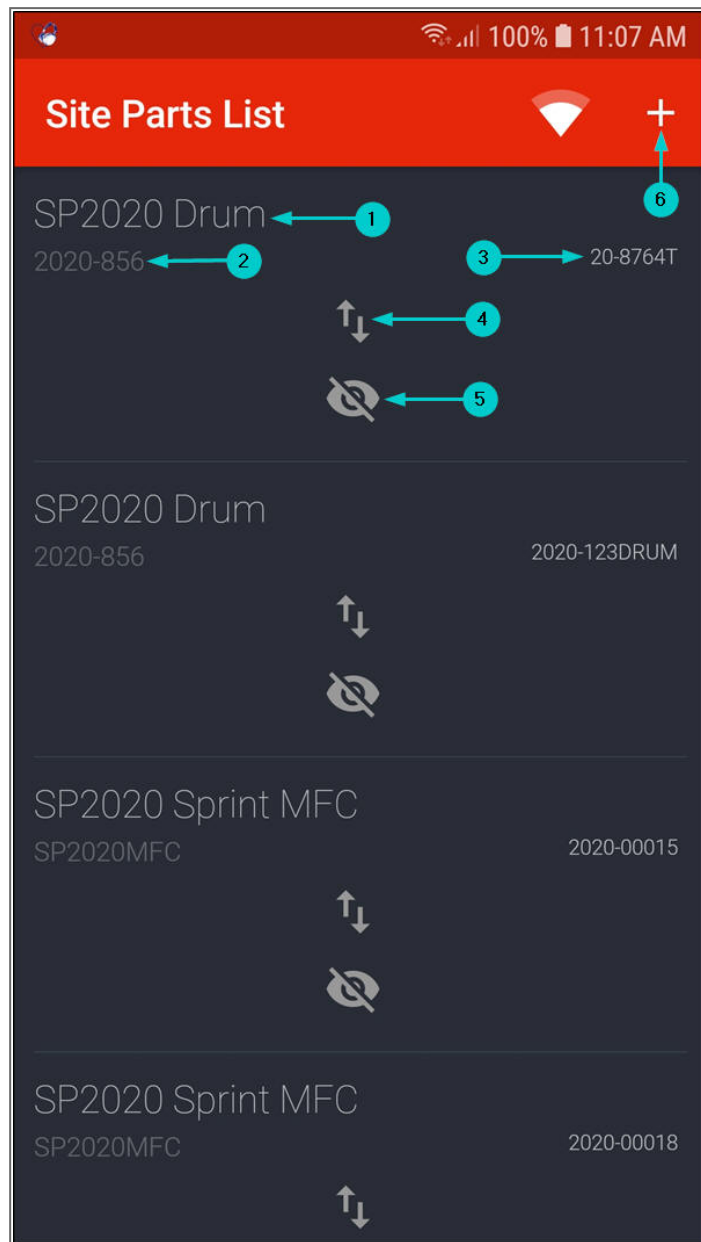 100% 11:07 AM
Site Parts List
6
SP2020 Drum 1
2020-856 2 3 20-8764T
4
5
SP2020 Drum
2020-856 2020-123DRUM
SP2020 Sprint MFC
SP2020MFC 2020-00015
SP2020 Sprint MFC
SP2020MFC 2020-00018